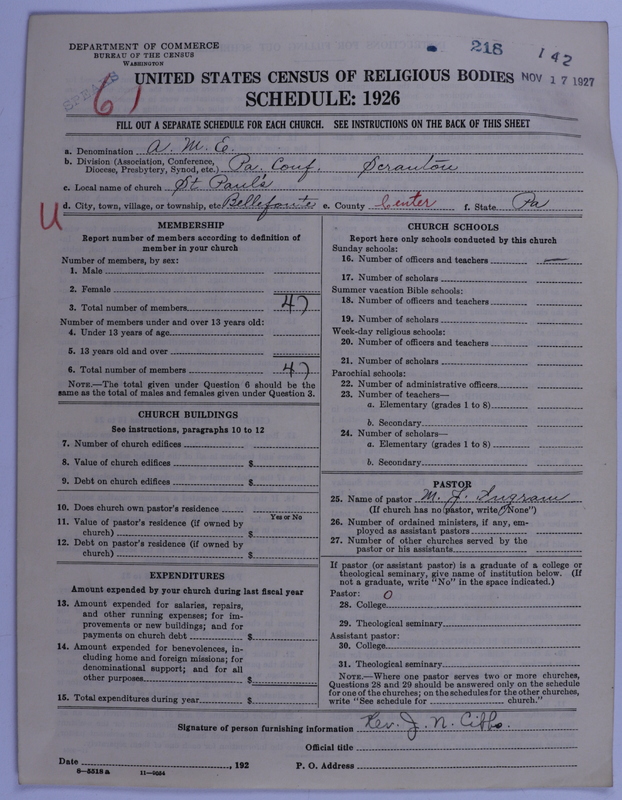 DEPARTMENT OF COMMERCE
BUREAU OF THE CENSUS
WASHINGTON
218
142
NOV 17 1927
61
UNITED STATES CENSUS OF RELIGIOUS BODIES
SCHEDULE: 1926
FILL OUT A SEPARATE SCHEDULE FOR EACH CHURCH. SEE INSTRUCTIONS ON THE BACK OF THIS SHEET
a. Denomination A. M. E.
b. Division (Association, Conference, Diocese, Presbytery, Synod, etc.) Pa. Conf. Scranton
c. Local name of church St. Paul's
U
d. City, town, village, or township, etc. Bellefonte e. County Center f. State Pa
MEMBERSHIP
Report number of members according to definition of
member in your church
Number of members, by sex:
1. Male
2. Female
3. Total number of members 47
Number of members under and over 13 years old:
4. Under 13 years of age
5. 13 years old and over
6. Total number of members 47
NOTE.—The total given under Question 6 should be the
same as the total of males and females given under Question 3.
CHURCH BUILDINGS
See instructions, paragraphs 10 to 12
7. Number of church edifices
8. Value of church edifices $
9. Debt on church edifices $
10. Does church own pastor's residence
Yes or No
11. Value of pastor's residence (if owned by
church) $
12. Debt on pastor's residence (if owned by
church) $
EXPENDITURES
Amount expended by your church during last fiscal year
13. Amount expended for salaries, repairs,
and other running expenses; for im-
provements or new buildings; and for
payments on church debt $
14. Amount expended for benevolences, in-
cluding home and foreign missions; for
denominational support; and for all
other purposes $
15. Total expenditures during year $
CHURCH SCHOOLS
Report here only schools conducted by this church
Sunday schools:
16. Number of officers and teachers —
17. Number of scholars
Summer vacation Bible schools:
18. Number of officers and teachers
19. Number of scholars
Week-day religious schools:
20. Number of officers and teachers
21. Number of scholars
Parochial schools:
22. Number of administrative officers
23. Number of teachers—
a. Elementary (grades 1 to 8)
b. Secondary
24. Number of scholars—
a. Elementary (grades 1 to 8)
b. Secondary
PASTOR
25. Name of pastor M. J. Ingram
(If church has no pastor, write "None")
26. Number of ordained ministers, if any, em-
ployed as assistant pastors
27. Number of other churches served by the
pastor or his assistants
If pastor (or assistant pastor) is a graduate of a college or
theological seminary, give name of institution below. (If
not a graduate, write "No" in the space indicated.)
Pastor: 0
28. College
29. Theological seminary
Assistant pastor:
30. College
31. Theological seminary
NOTE.—Where one pastor serves two or more churches,
Questions 28 and 29 should be answered only on the schedule
for one of the churches; on the schedules for the other churches,
write "See schedule for church."
Signature of person furnishing information Rev. J. N. Cibbs.
Official title
Date , 192 P. O. Address
8—5518a 11—9054